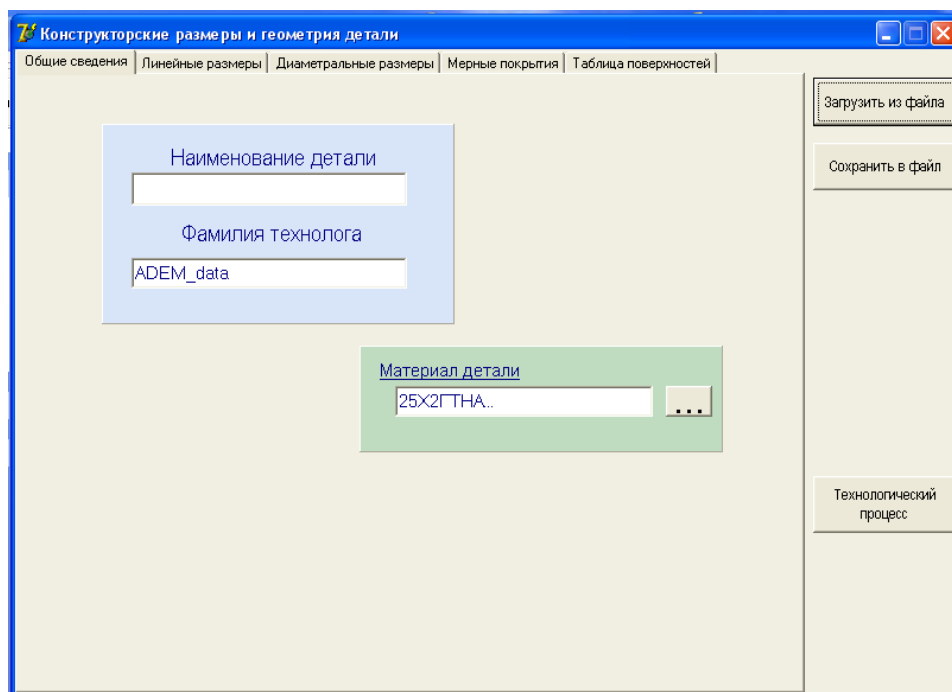 Конструкторские размеры и геометрия детали
Общие сведения Линейные размеры Диаметральные размеры Мерные покрытия Таблица поверхностей
Загрузить из файла
Сохранить в файл
Наименование детали
Фамилия технолога
ADEM_data
Материал детали
25Х2ГТНА..
...
Технологический
процесс